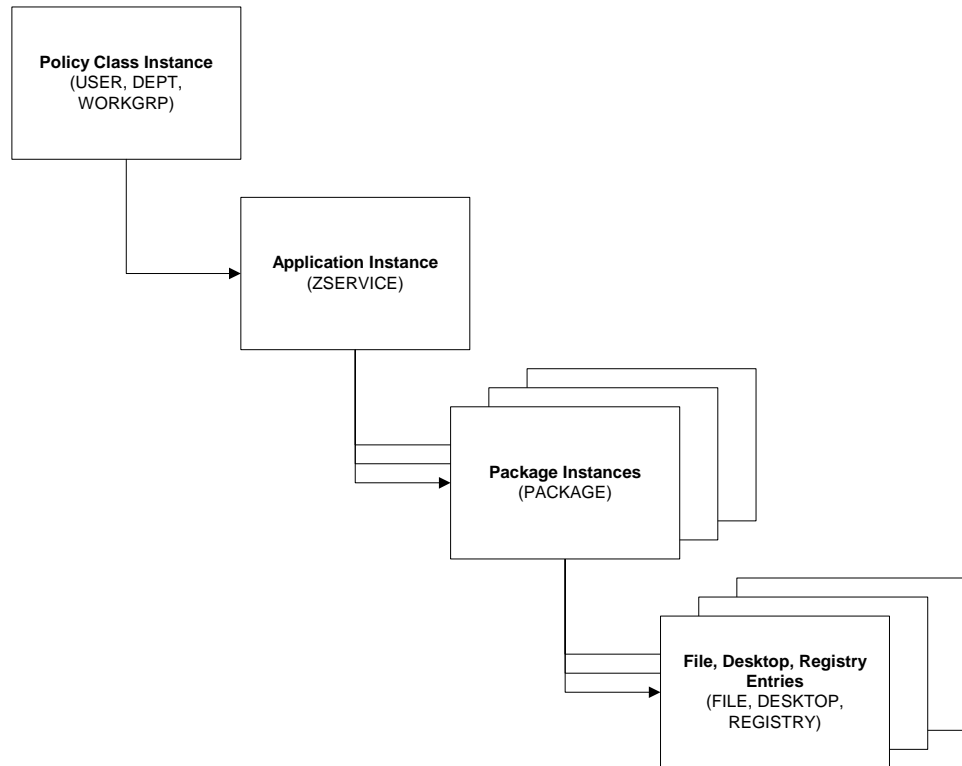 Policy Class Instance
(USER, DEPT,
WORKGRP)
Application Instance
(ZSERVICE)
Package Instances
(PACKAGE)
File, Desktop, Registry
Entries
(FILE, DESKTOP,
REGISTRY)